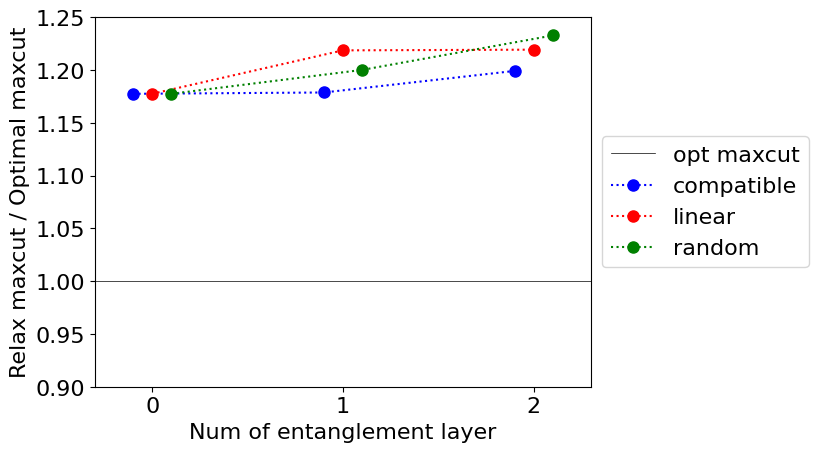 1.25
1.20
1.15
1.10
1.05
1.00
0.95
0.90
Relax maxcut / Optimal maxcut
0 1 2
Num of entanglement layer
opt maxcut
compatible
linear
random